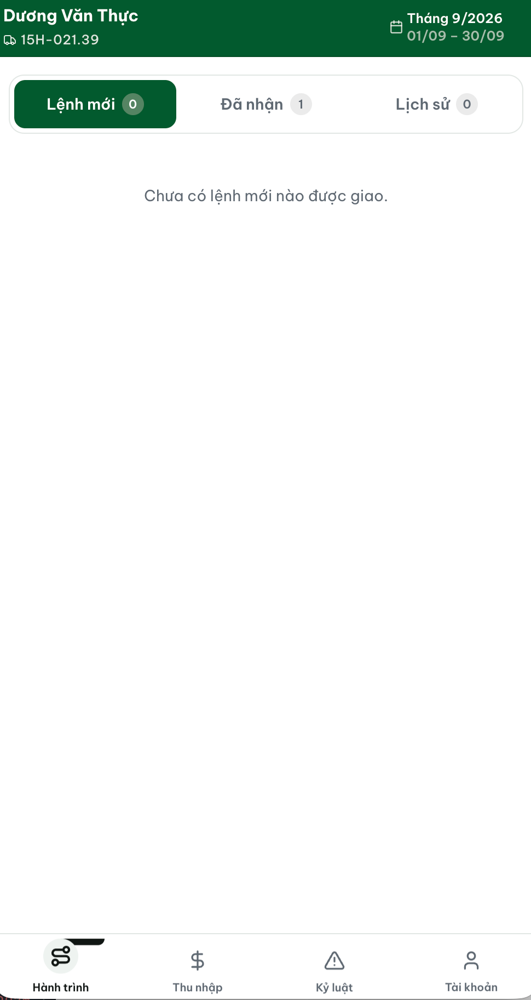 Dương Văn Thực
15H-021.39
Tháng 9/2026
01/09 – 30/09
Lệnh mới 0
Đã nhận 1
Lịch sử 0
Chưa có lệnh mới nào được giao.
Hành trình
Thu nhập
Kỷ luật
Tài khoản